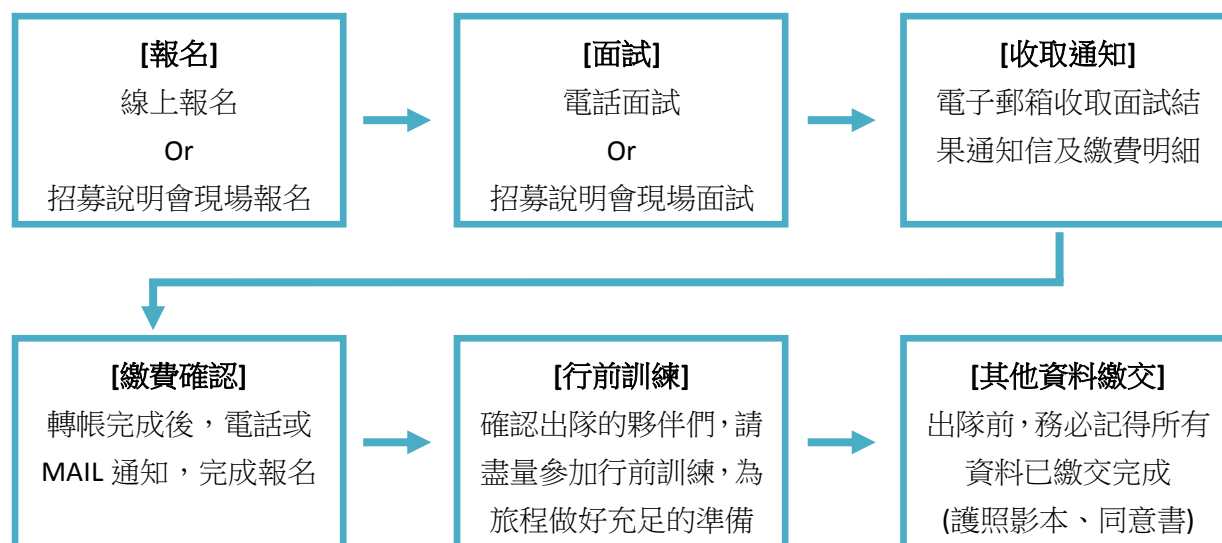 [報名]
線上報名
Or
招募說明會現場報名
[面試]
電話面試
Or
招募說明會現場面試
[收取通知]
電子郵箱收取面試結
果通知信及繳費明細
[繳費確認]
轉帳完成後，電話或
MAIL 通知，完成報名
[行前訓練]
確認出隊的夥伴們，請
盡量參加行前訓練，為
旅程做好充足的準備
[其他資料繳交]
出隊前，務必記得所有
資料已繳交完成
(護照影本、同意書)